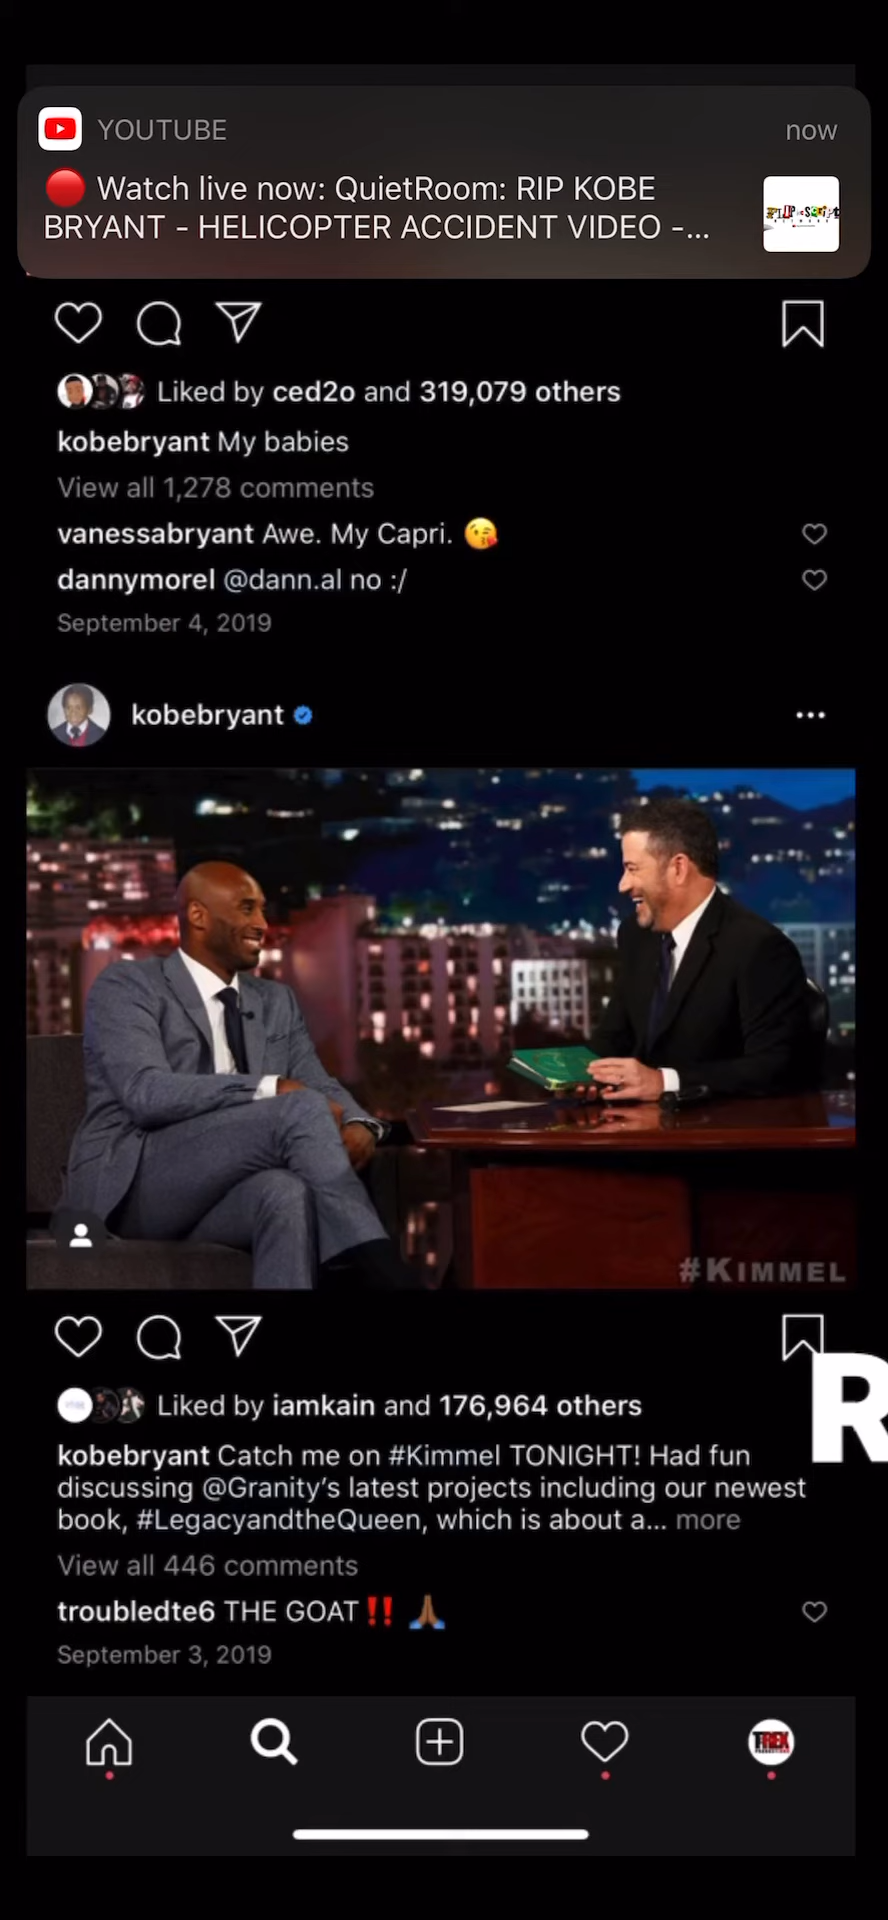 YOUTUBE
now
🔴 Watch live now: QuietRoom: RIP KOBE
BRYANT - HELICOPTER ACCIDENT VIDEO -...
Liked by ced2o and 319,079 others
kobebryant My babies
View all 1,278 comments
vanessabryant Awe. My Capri. 😘
dannymorel @dann.al no :/
September 4, 2019
kobebryant
#KIMMEL
Liked by iamkain and 176,964 others
R
kobebryant Catch me on #Kimmel TONIGHT! Had fun
discussing @Granity’s latest projects including our newest
book, #LegacyandtheQueen, which is about a... more
View all 446 comments
troubledte6 THE GOAT‼️ 🙏🏾
September 3, 2019
T-REX